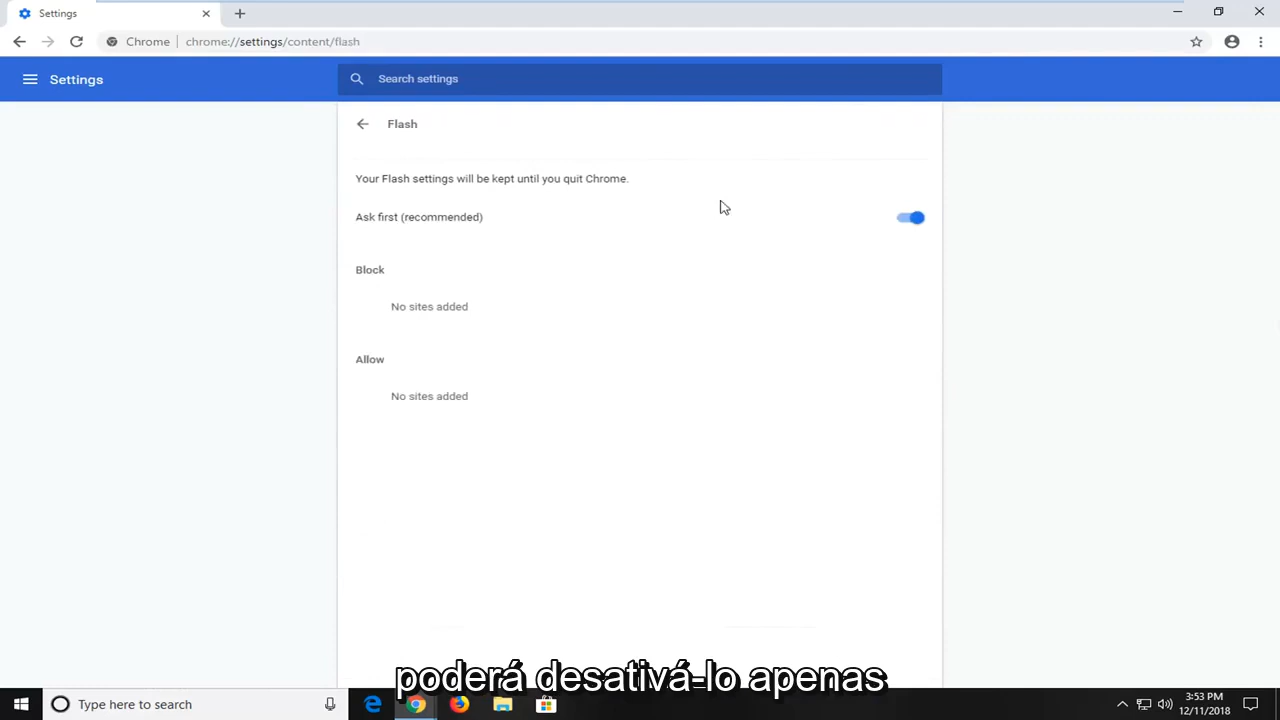 Settings
Chrome
chrome://settings/content/flash
Settings
Search settings
Flash
Your Flash settings will be kept until you quit Chrome.
Ask first (recommended)
Block
No sites added
Allow
No sites added
poderá desativá-lo apenas
Type here to search
3:53 PM
12/11/2018